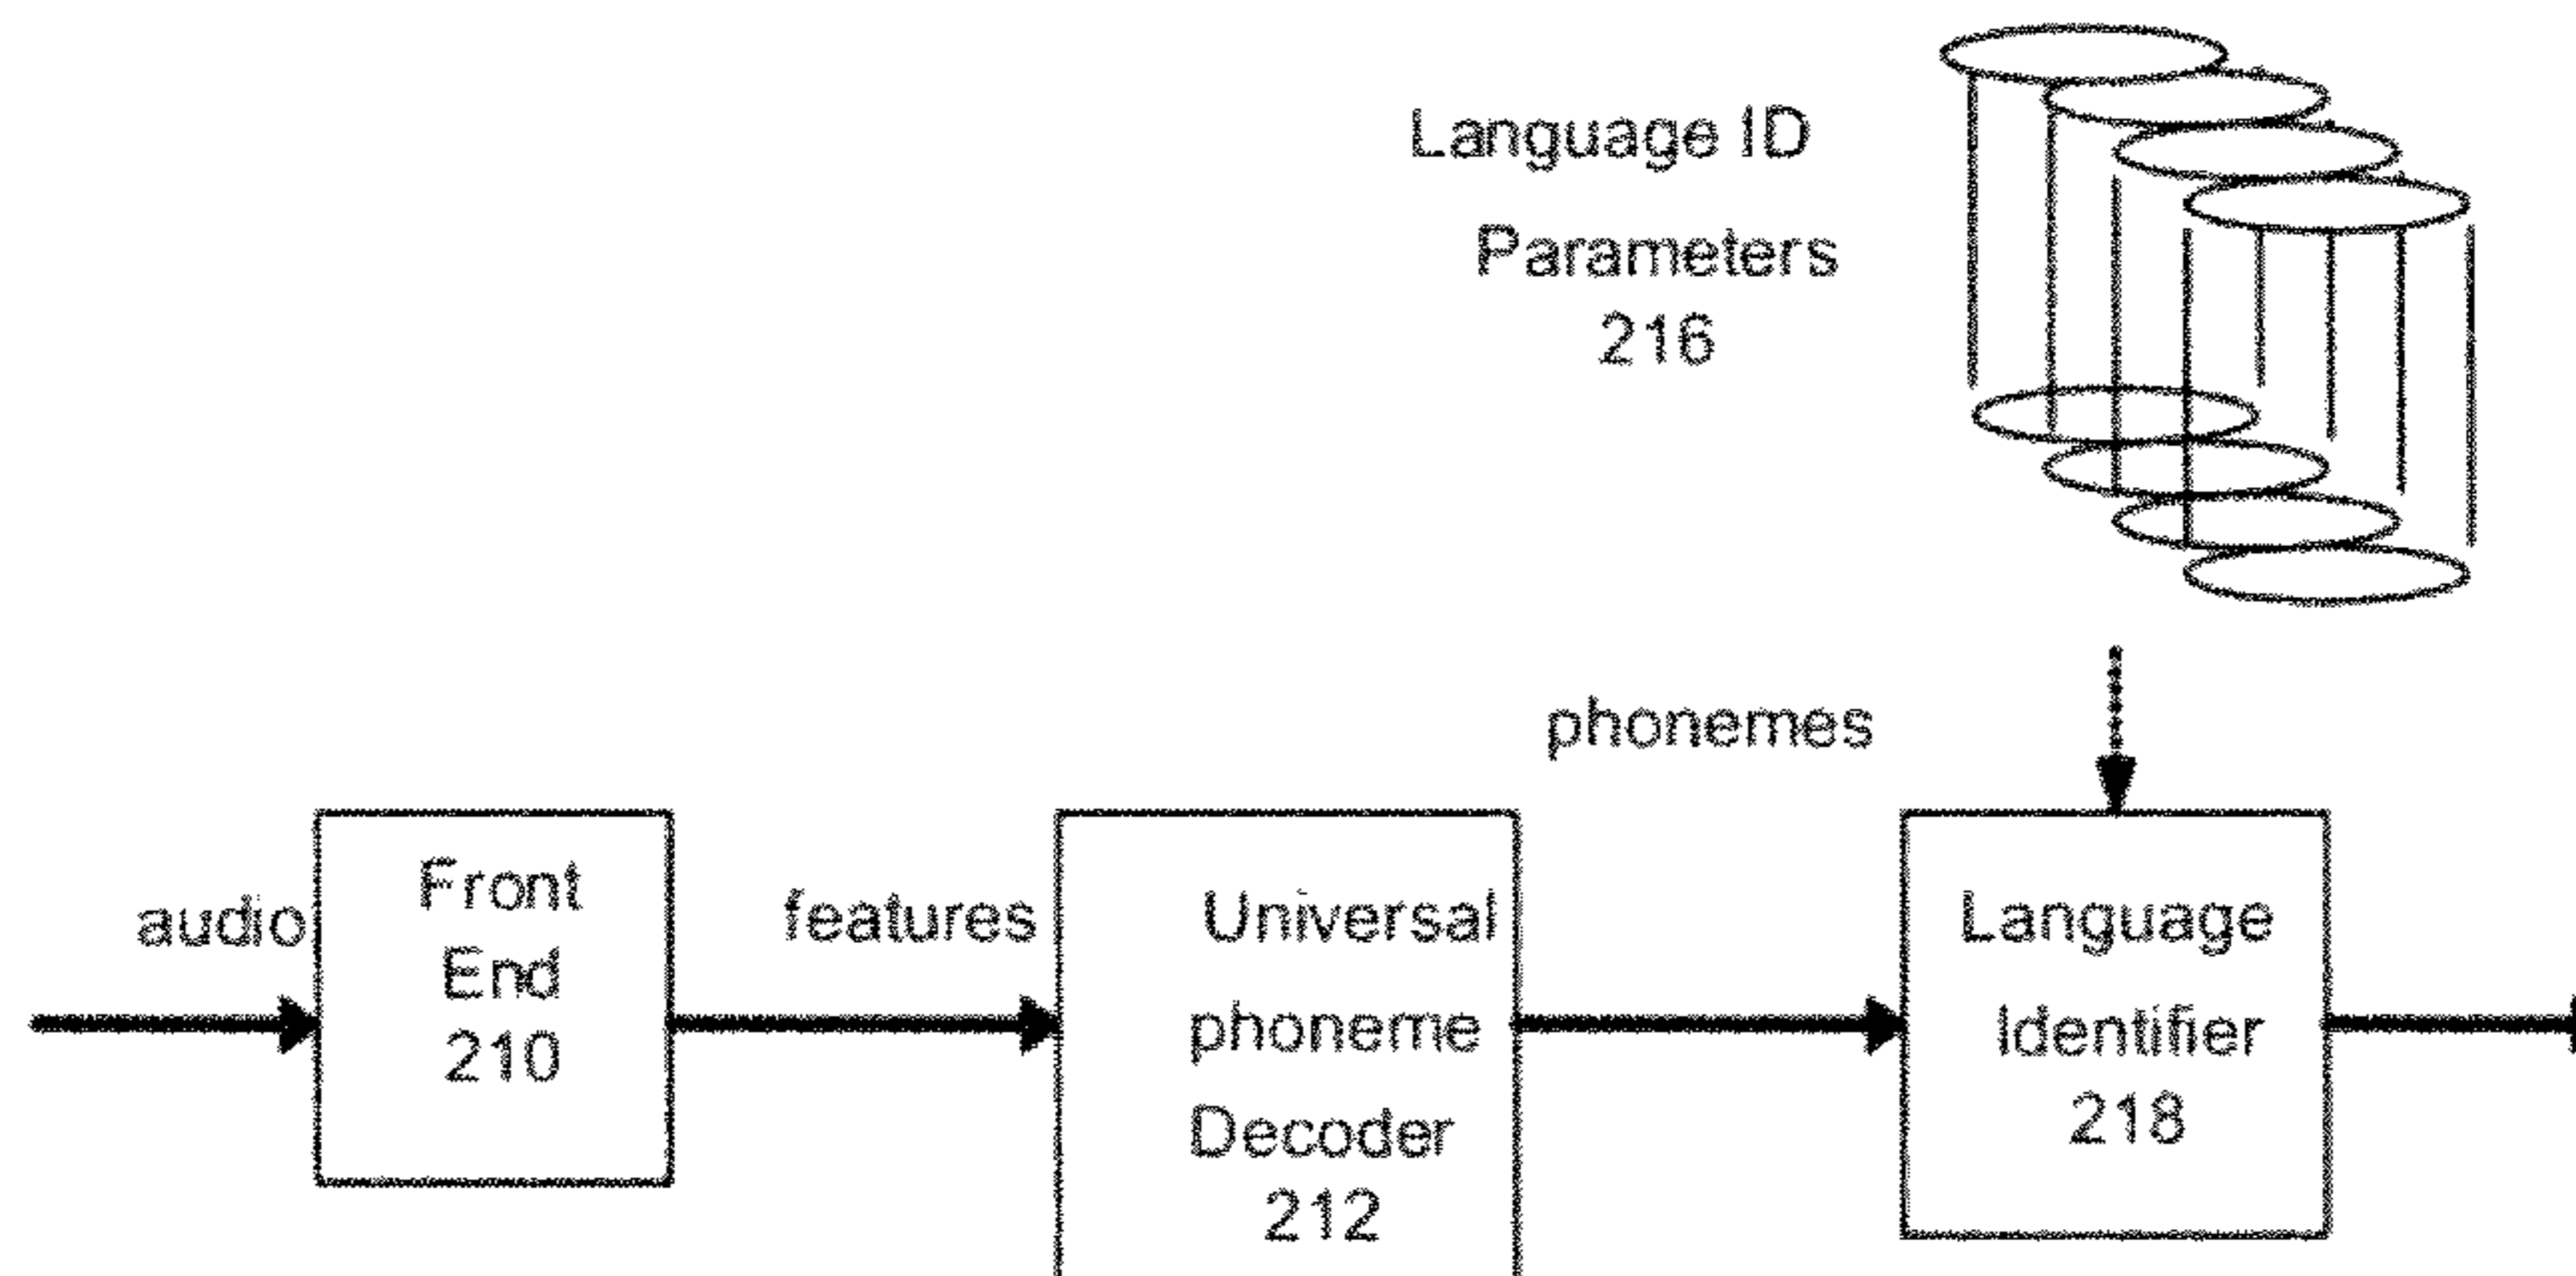 Language ID
Parameters
216
phonemes
audio
Front
End
210
features
Universal
phoneme
Decoder
212
Language
Identifier
218